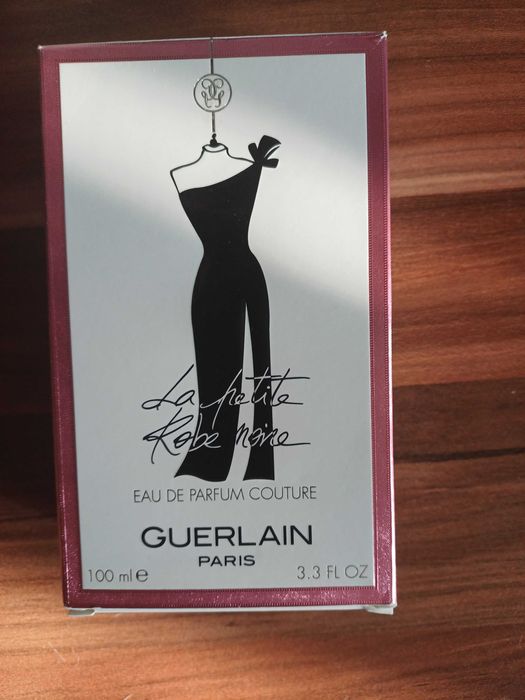 La petite
Robe noire
EAU DE PARFUM COUTURE
GUERLAIN
PARIS
100 ml e
3.3 FL OZ